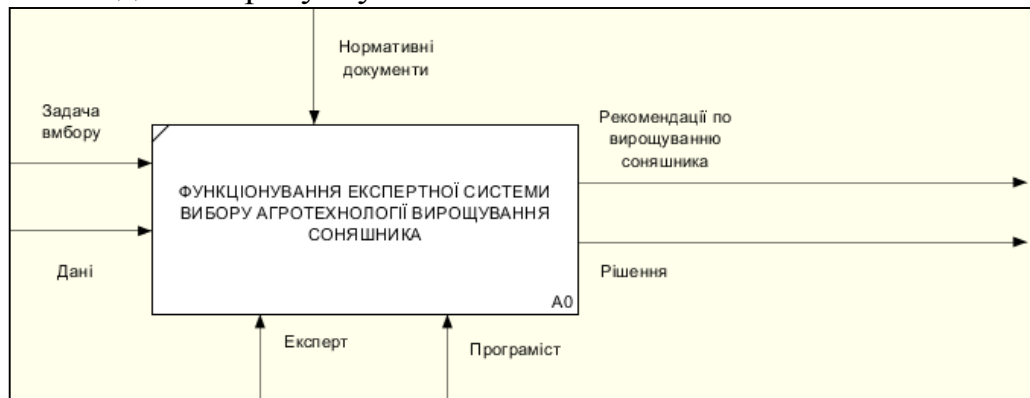 Нормативні
документи
Задача
вмбору
Рекомендації по
вирощуванню
соняшника
ФУНКЦІОНУВАННЯ ЕКСПЕРТНОЇ СИСТЕМИ
ВИБОРУ АГРОТЕХНОЛОГІЇ ВИРОЩУВАННЯ
СОНЯШНИКА
Дані
Рішення
A0
Експерт
Програміст